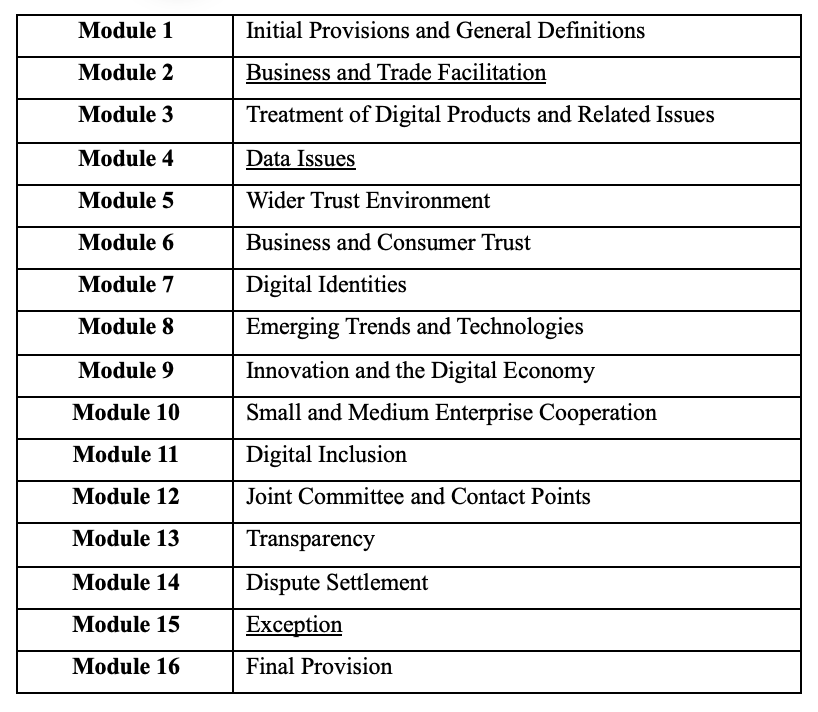 Module 1 Initial Provisions and General Definitions
Module 2 Business and Trade Facilitation
Module 3 Treatment of Digital Products and Related Issues
Module 4 Data Issues
Module 5 Wider Trust Environment
Module 6 Business and Consumer Trust
Module 7 Digital Identities
Module 8 Emerging Trends and Technologies
Module 9 Innovation and the Digital Economy
Module 10 Small and Medium Enterprise Cooperation
Module 11 Digital Inclusion
Module 12 Joint Committee and Contact Points
Module 13 Transparency
Module 14 Dispute Settlement
Module 15 Exception
Module 16 Final Provision